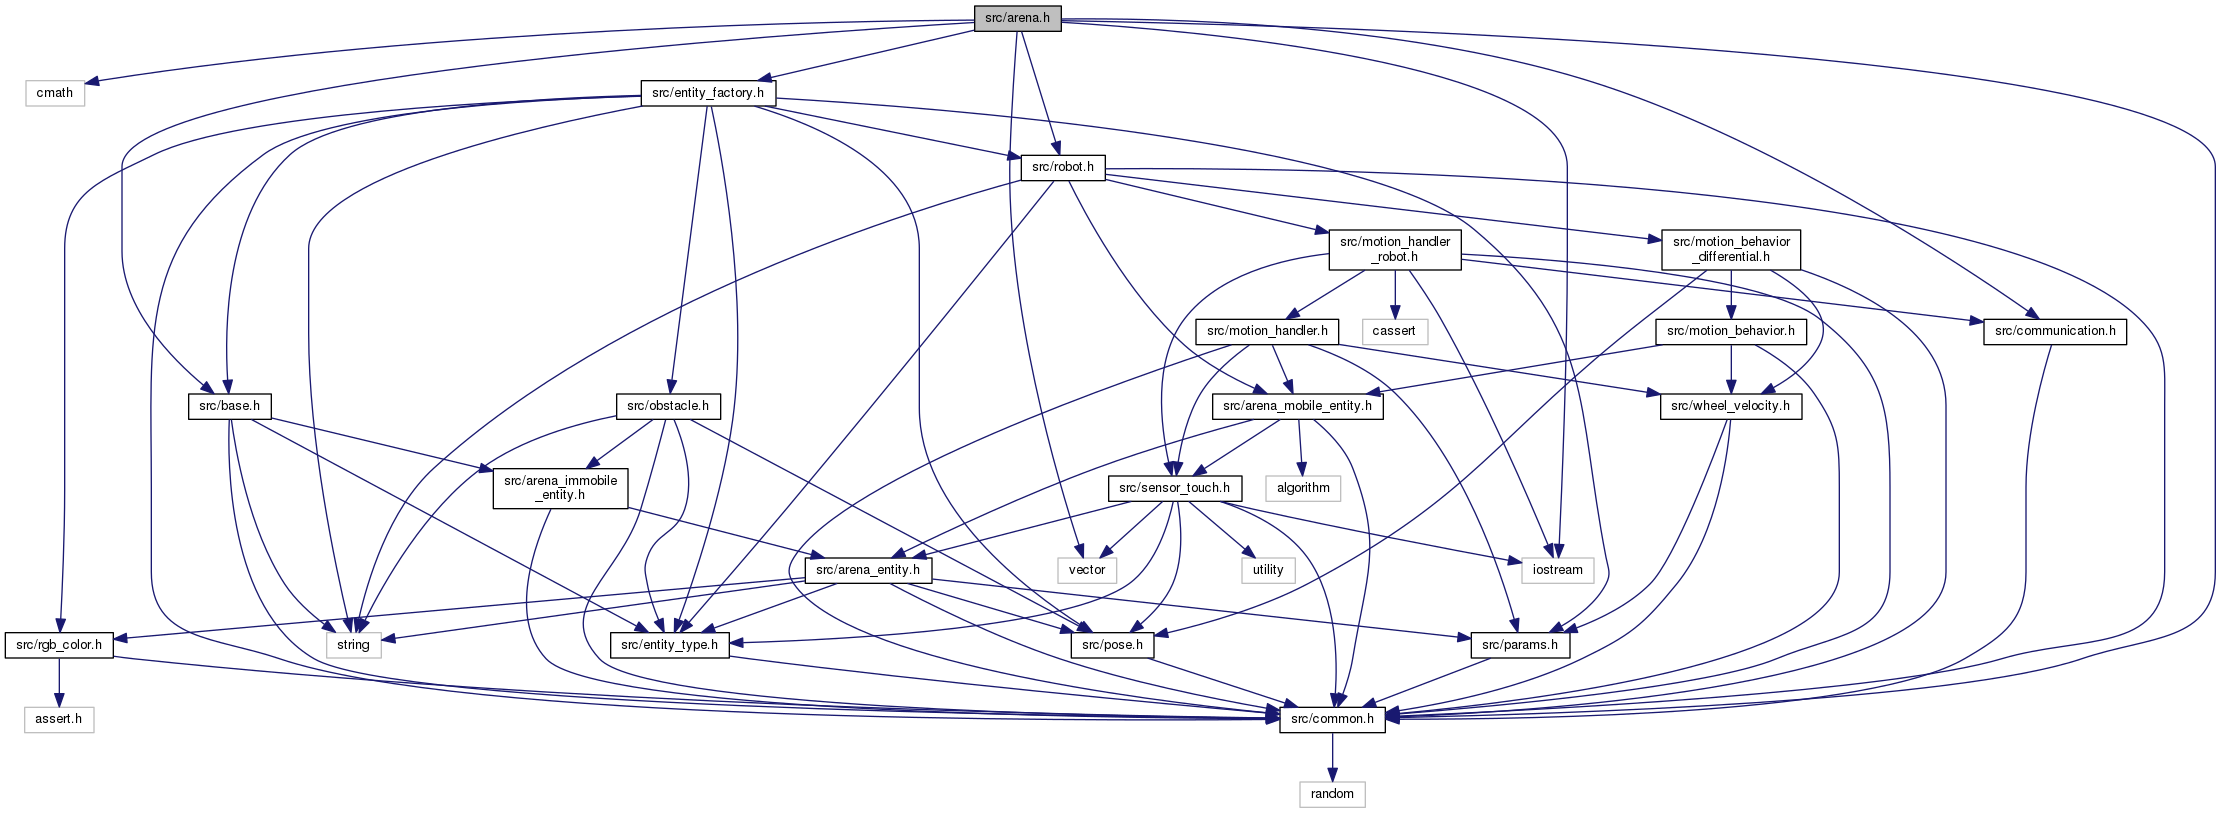 src/arena.h
cmath
src/entity_factory.h
src/robot.h
src/motion_handler
_robot.h
src/motion_behavior
_differential.h
src/motion_handler.h
cassert
src/motion_behavior.h
src/communication.h
src/base.h
src/obstacle.h
src/arena_mobile_entity.h
src/wheel_velocity.h
src/arena_immobile
_entity.h
src/sensor_touch.h
algorithm
src/arena_entity.h
vector
utility
iostream
src/rgb_color.h
string
src/entity_type.h
src/pose.h
src/params.h
assert.h
src/common.h
random